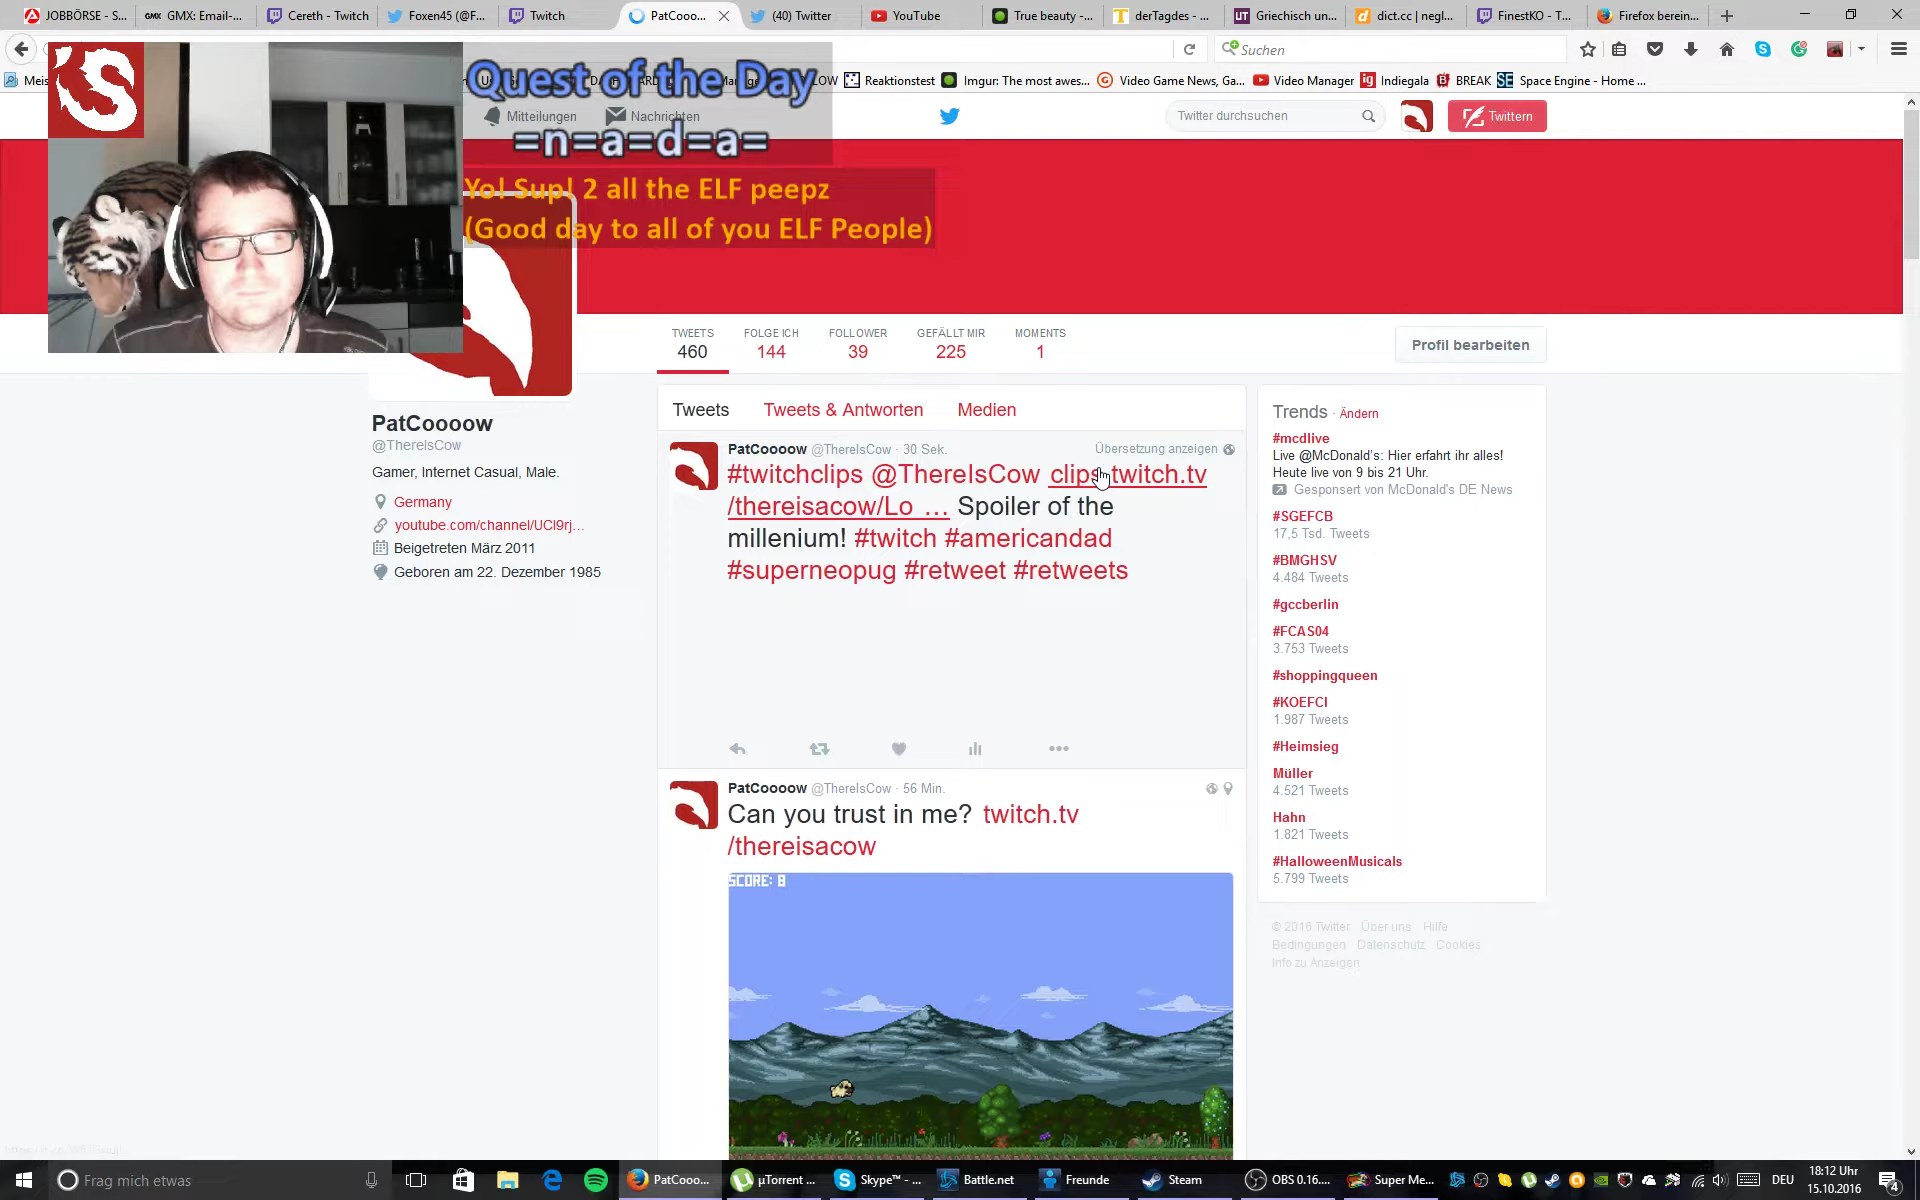 JOBBÖRSE - S...
GMX: Email-...
Cereth - Twitch
Foxen45 (@F...
Twitch
PatCooo...
(40) Twitter
YouTube
True beauty -...
derTagdes - ...
Griechisch un...
dict.cc | negl...
FinestKO - T...
Firefox berein...
Suchen
Meis
Reaktionstest
Imgur: The most awes...
Video Game News, Ga...
Video Manager
Indiegala
BREAK
Space Engine - Home ...
Quest of the Day
=n=a=d=a=
Mitteilungen
Nachrichten
Twitter durchsuchen
Twittern
Yo! Sup! 2 all the ELF peepz
(Good day to all of you ELF People)
TWEETS
460
FOLGE ICH
144
FOLLOWER
39
GEFÄLLT MIR
225
MOMENTS
1
Profil bearbeiten
PatCoooow
@ThereIsCow
Gamer, Internet Casual, Male.
Germany
youtube.com/channel/UCl9rj...
Beigetreten März 2011
Geboren am 22. Dezember 1985
Tweets
Tweets & Antworten
Medien
PatCoooow @ThereIsCow · 30 Sek.
Übersetzung anzeigen
#twitchclips @ThereIsCow clips.twitch.tv
/thereisacow/Lo ... Spoiler of the
millenium! #twitch #americandad
#superneopug #retweet #retweets
PatCoooow @ThereIsCow · 56 Min.
Can you trust in me? twitch.tv
/thereisacow
SCORE: 8
Trends · Ändern
#mcdlive
Live @McDonald's: Hier erfahrt ihr alles!
Heute live von 9 bis 21 Uhr.
Gesponsert von McDonald's DE News
#SGEFCB
17,5 Tsd. Tweets
#BMGHSV
4.484 Tweets
#gccberlin
#FCAS04
3.753 Tweets
#shoppingqueen
#KOEFCI
1.987 Tweets
#Heimsieg
Müller
4.521 Tweets
Hahn
1.821 Tweets
#HalloweenMusicals
5.799 Tweets
© 2016 Twitter Über uns Hilfe
Bedingungen Datenschutz Cookies
Info zu Anzeigen
Frag mich etwas
PatCooo...
µTorrent ...
Skype™ - ...
Battle.net
Freunde
Steam
OBS 0.16....
Super Me...
DEU
18:12 Uhr
15.10.2016
4